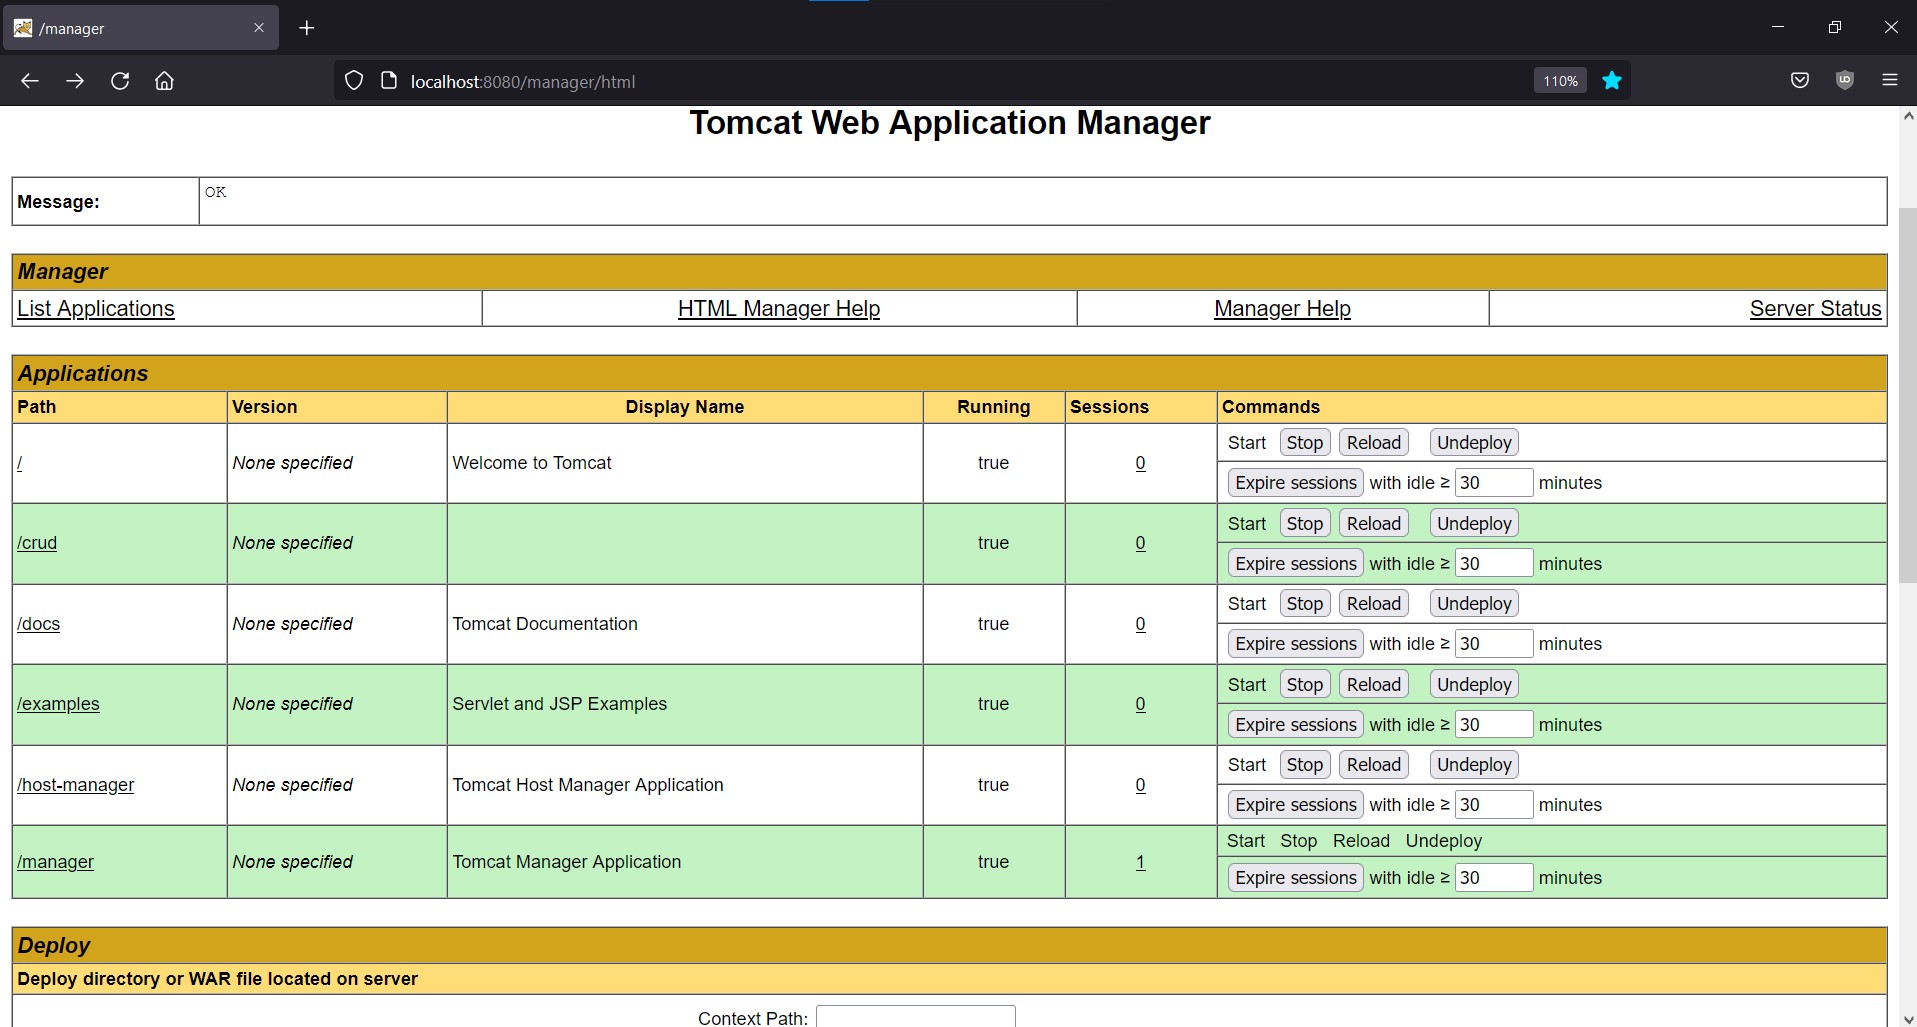 /manager
localhost:8080/manager/html 110%
Tomcat Web Application Manager
Message: OK
Manager
List Applications HTML Manager Help Manager Help Server Status
Applications
Path Version Display Name Running Sessions Commands
/ None specified Welcome to Tomcat true 0 Start Stop Reload Undeploy
Expire sessions with idle ≥ 30 minutes
/crud None specified true 0 Start Stop Reload Undeploy
Expire sessions with idle ≥ 30 minutes
/docs None specified Tomcat Documentation true 0 Start Stop Reload Undeploy
Expire sessions with idle ≥ 30 minutes
/examples None specified Servlet and JSP Examples true 0 Start Stop Reload Undeploy
Expire sessions with idle ≥ 30 minutes
/host-manager None specified Tomcat Host Manager Application true 0 Start Stop Reload Undeploy
Expire sessions with idle ≥ 30 minutes
/manager None specified Tomcat Manager Application true 1 Start Stop Reload Undeploy
Expire sessions with idle ≥ 30 minutes
Deploy
Deploy directory or WAR file located on server
Context Path: